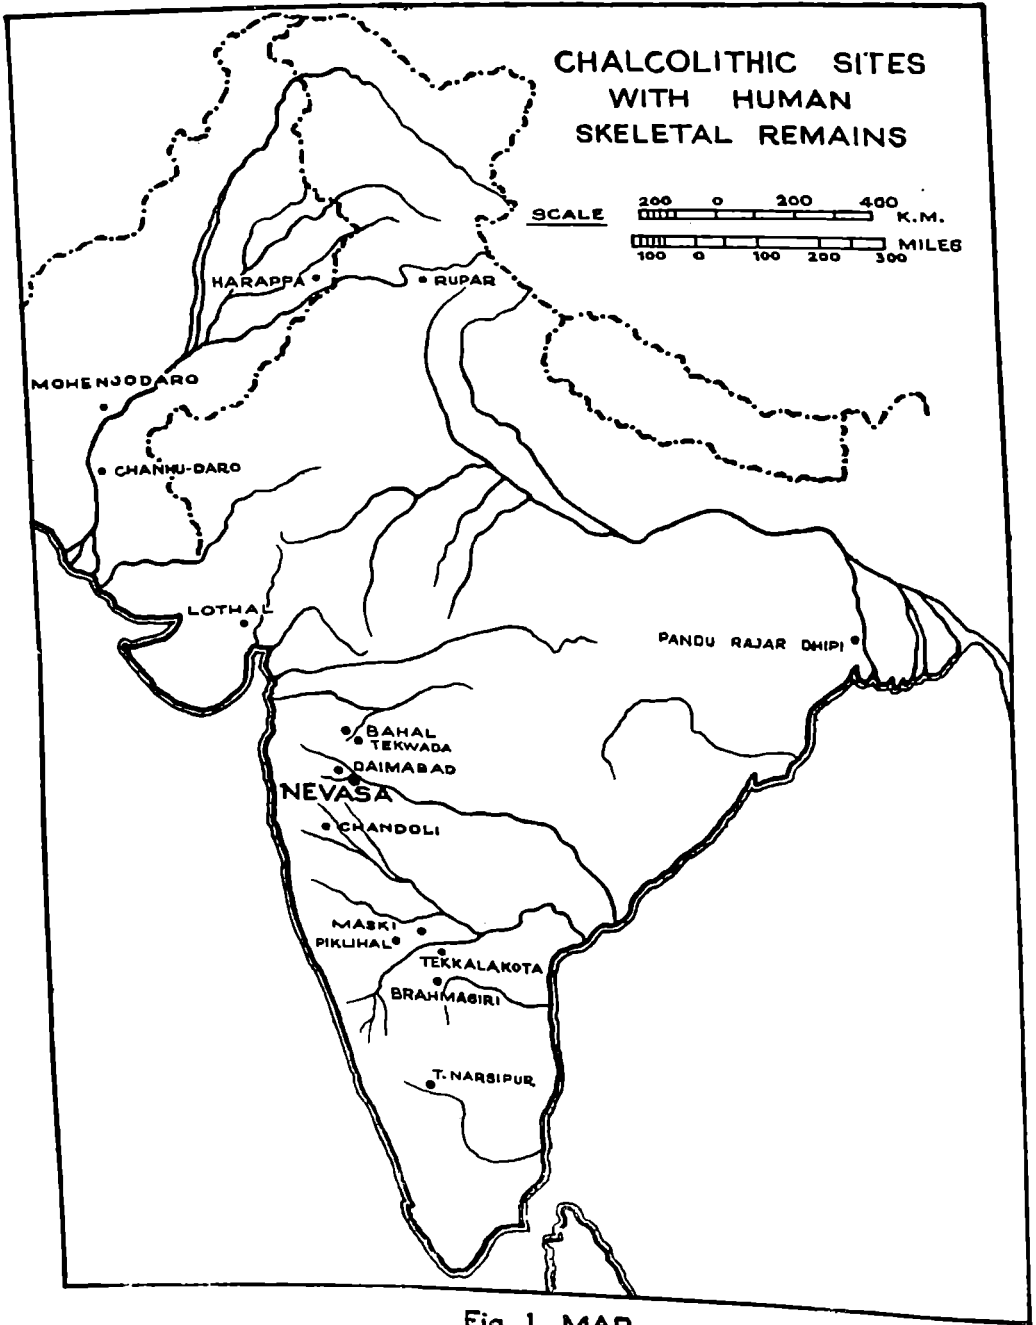 CHALCOLITHIC SITES
WITH HUMAN
SKELETAL REMAINS
SCALE
200 0 200 400 K.M.
MILES
100 0 100 200 300
HARAPPA
RUPAR
MOHENJODARO
CHANHU-DARO
LOTHAL
PANDU RAJAR DHIPI
BAHAL
TEKWADA
DAIMABAD
NEVASA
CHANDOLI
MASKI
PIKLIHAL
TEKKALAKOTA
BRAHMAGIRI
T. NARSIPUR
Fig. 1. MAP